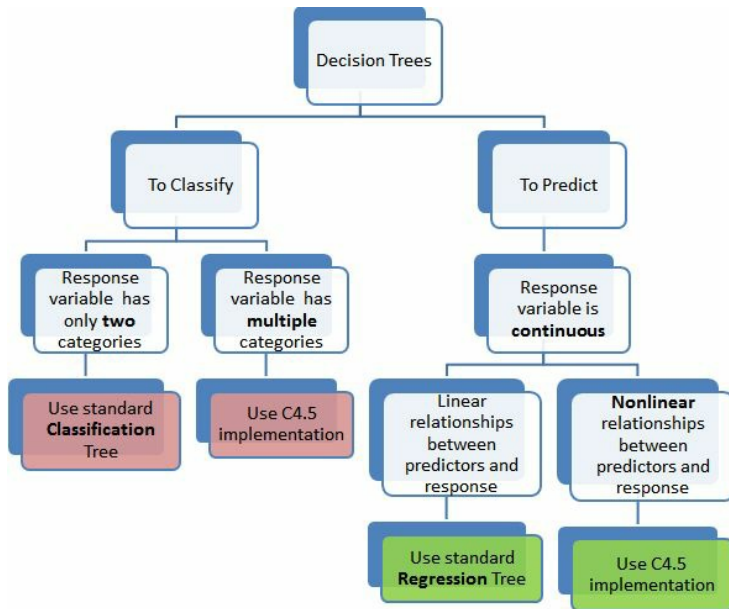 Decision Trees
To Classify
To Predict
Response
variable has
only two
categories
Response
variable has
multiple
categories
Response
variable is
continuous
Use standard
Classification
Tree
Use C4.5
implementation
Linear
relationships
between
predictors and
response
Nonlinear
relationships
between
predictors and
response
Use standard
Regression Tree
Use C4.5
implementation